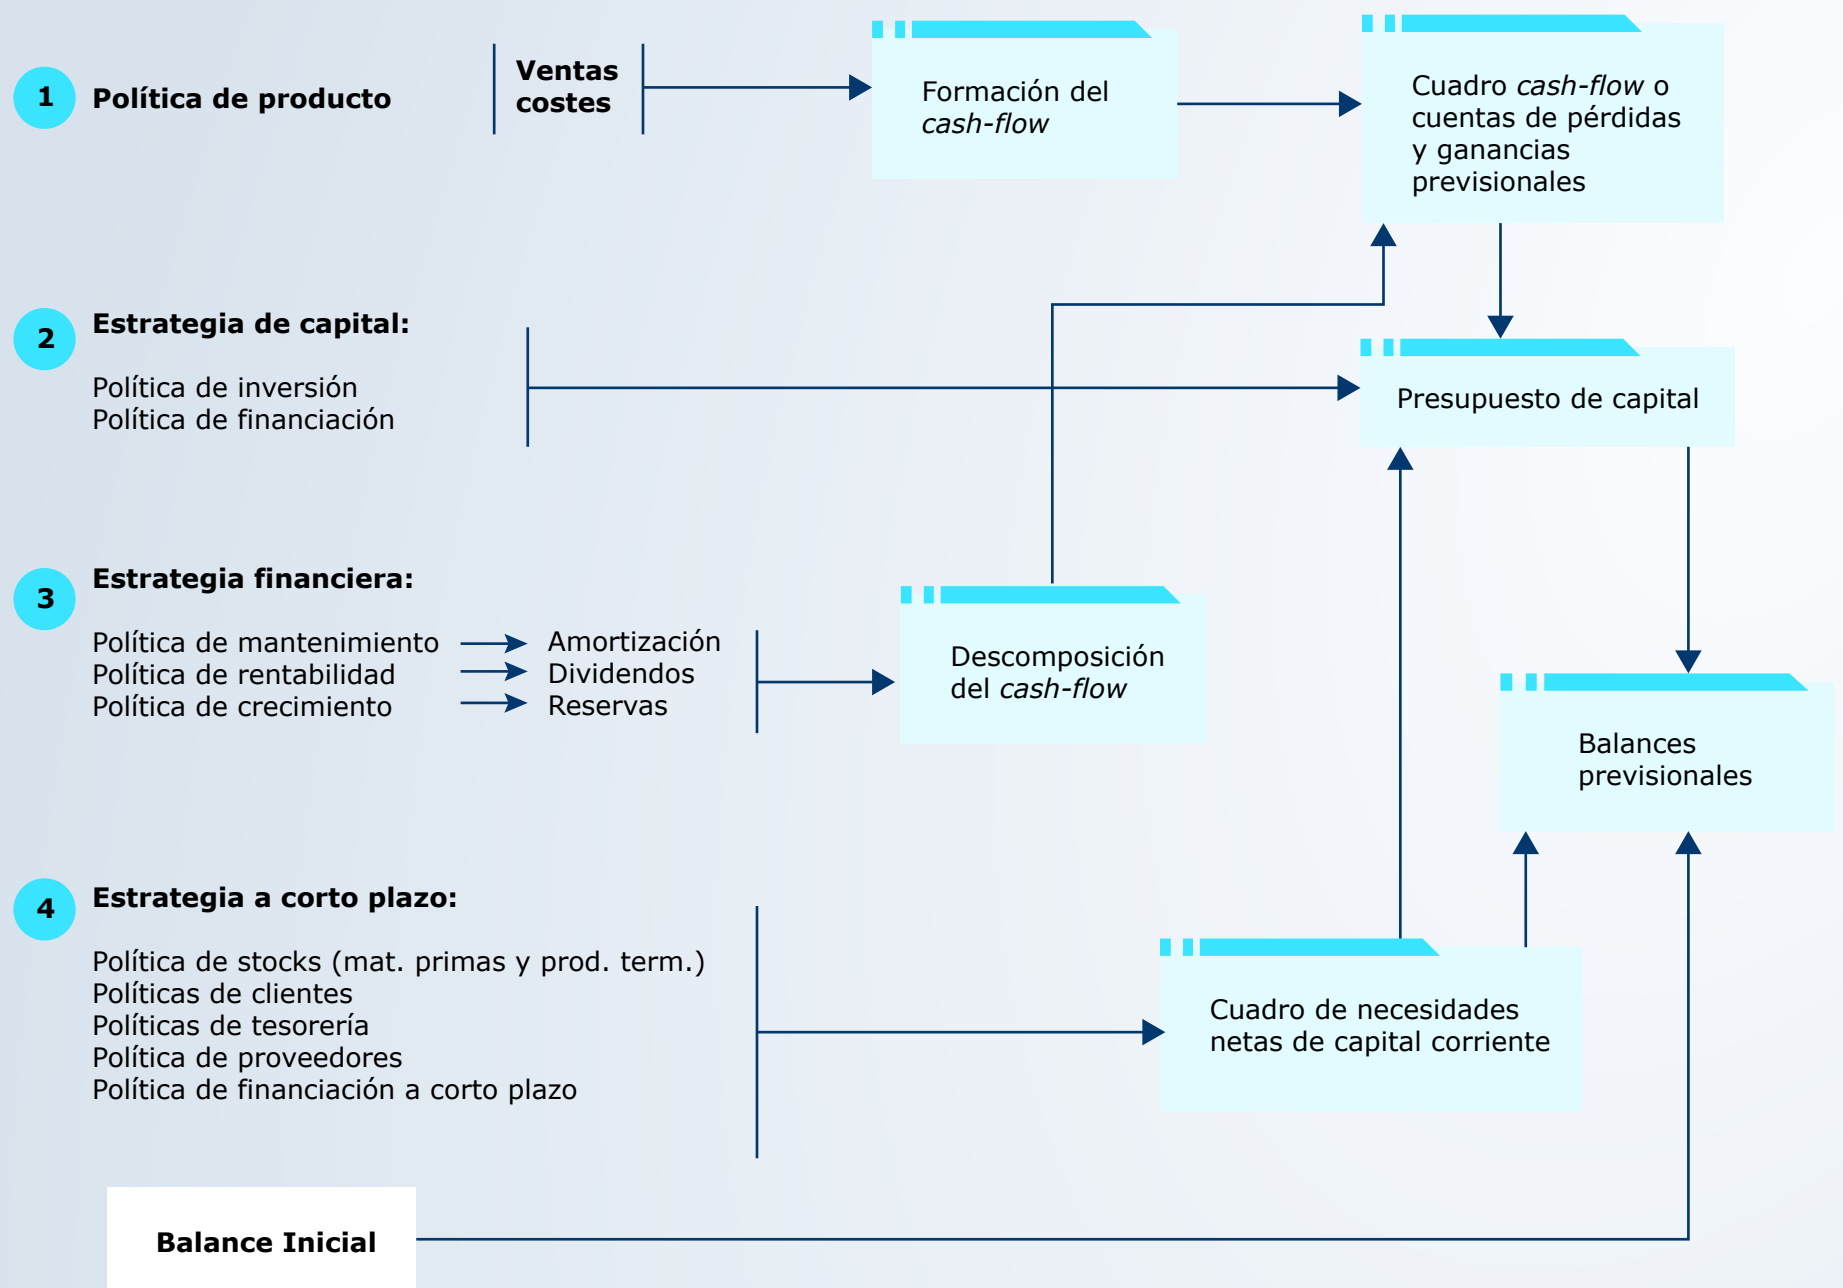 1
Política de producto
Ventas
costes
Formación del
cash-flow
Cuadro cash-flow o
cuentas de pérdidas
y ganancias
previsionales
2
Estrategia de capital:
Política de inversión
Política de financiación
Presupuesto de capital
3
Estrategia financiera:
Política de mantenimiento
Amortización
Política de rentabilidad
Dividendos
Política de crecimiento
Reservas
Descomposición
del cash-flow
Balances
previsionales
4
Estrategia a corto plazo:
Política de stocks (mat. primas y prod. term.)
Políticas de clientes
Políticas de tesorería
Política de proveedores
Política de financiación a corto plazo
Cuadro de necesidades
netas de capital corriente
Balance Inicial